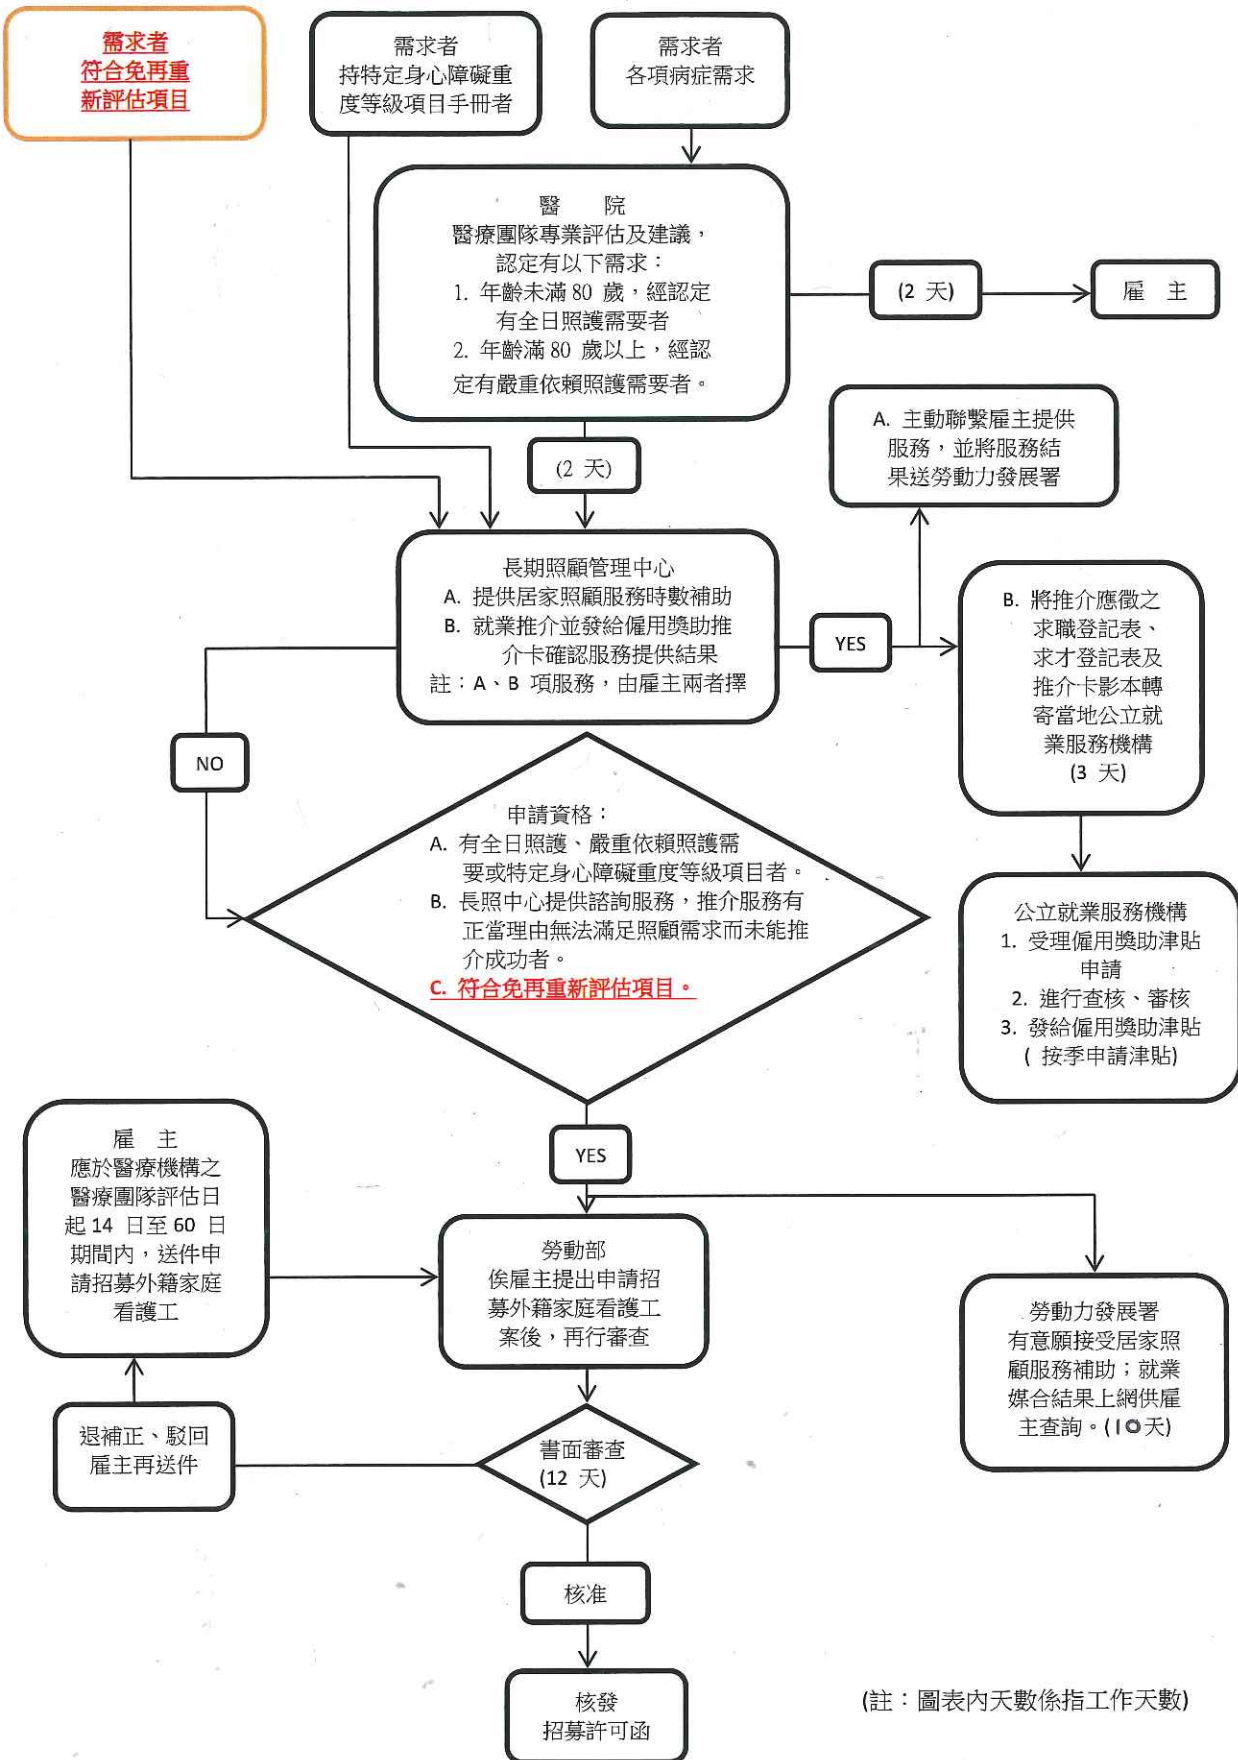 需求者
符合免再重
新評估項目
需求者
持特定身心障礙重
度等級項目手冊者
需求者
各項病症需求
醫 院
醫療團隊專業評估及建議，
認定有以下需求：
1. 年齡未滿 80 歲，經認定
有全日照護需要者
2. 年齡滿 80 歲以上，經認
定有嚴重依賴照護需要者。
(2 天)
雇 主
(2 天)
A. 主動聯繫雇主提供
服務，並將服務結
果送勞動力發展署
長期照顧管理中心
A. 提供居家照顧服務時數補助
B. 就業推介並發給僱用獎助推
介卡確認服務提供結果
註：A、B 項服務，由雇主兩者擇
YES
B. 將推介應徵之
求職登記表、
求才登記表及
推介卡影本轉
寄當地公立就
業服務機構
(3 天)
NO
申請資格：
A. 有全日照護、嚴重依賴照護需
要或特定身心障礙重度等級項目者。
B. 長照中心提供諮詢服務，推介服務有
正當理由無法滿足照顧需求而未能推
介成功者。
C. 符合免再重新評估項目。
公立就業服務機構
1. 受理僱用獎助津貼
申請
2. 進行查核、審核
3. 發給僱用獎助津貼
( 按季申請津貼)
YES
雇 主
應於醫療機構之
醫療團隊評估日
起 14 日至 60 日
期間內，送件申
請招募外籍家庭
看護工
勞動部
俟雇主提出申請招
募外籍家庭看護工
案後，再行審查
勞動力發展署
有意願接受居家照
顧服務補助；就業
媒合結果上網供雇
主查詢。(10天)
退補正、駁回
雇主再送件
書面審查
(12 天)
核准
核發
招募許可函
(註：圖表內天數係指工作天數)